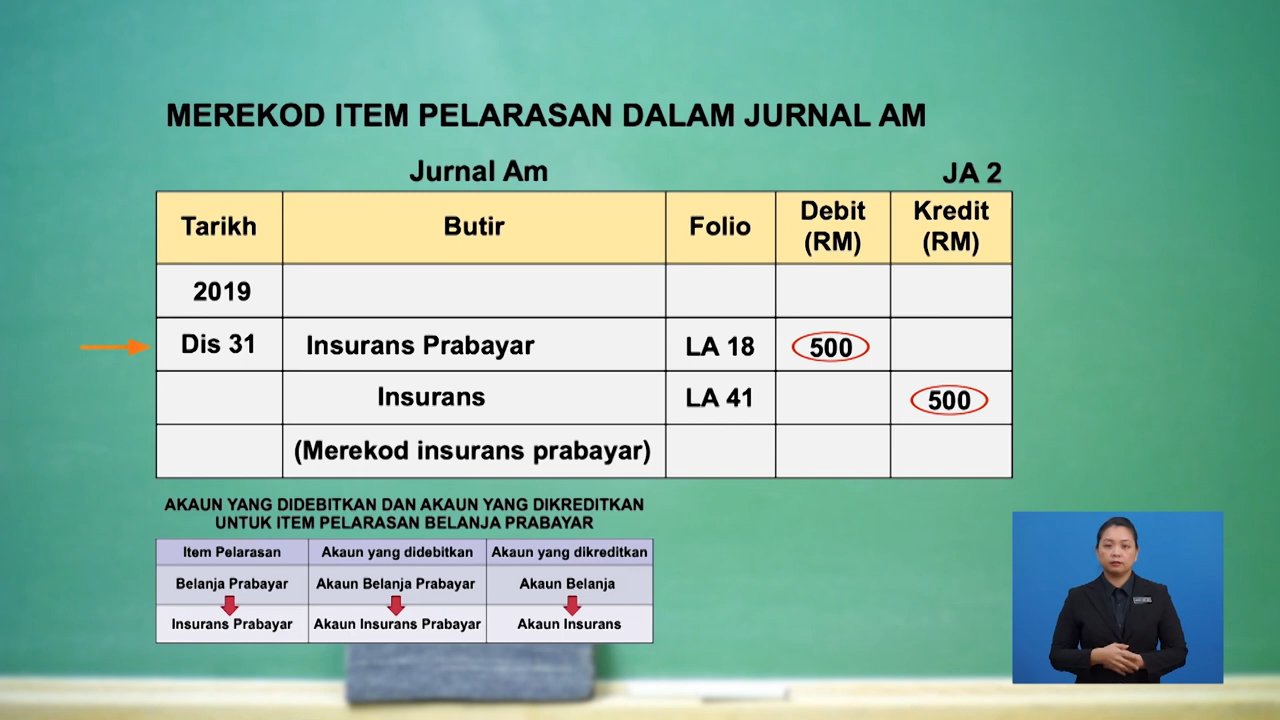 MEREKOD ITEM PELARASAN DALAM JURNAL AM
Jurnal Am JA 2
Tarikh Butir Folio Debit (RM) Kredit (RM)
2019
Dis 31 Insurans Prabayar LA 18 500
Insurans LA 41 500
(Merekod insurans prabayar)
AKAUN YANG DIDEBITKAN DAN AKAUN YANG DIKREDITKAN
UNTUK ITEM PELARASAN BELANJA PRABAYAR
Item Pelarasan Akaun yang didebitkan Akaun yang dikreditkan
Belanja Prabayar Akaun Belanja Prabayar Akaun Belanja
Insurans Prabayar Akaun Insurans Prabayar Akaun Insurans